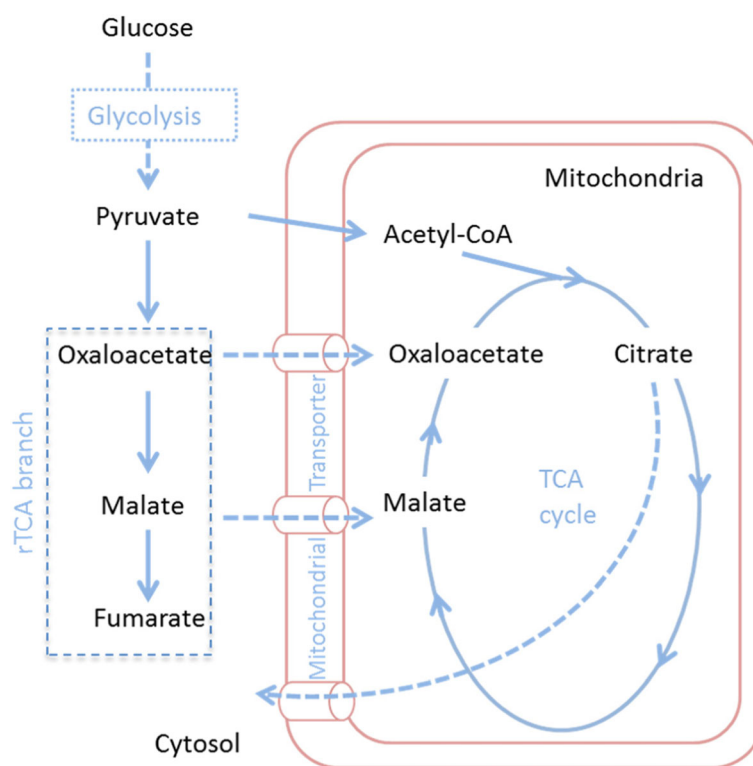 Glucose
Glycolysis
Mitochondria
Pyruvate
Acetyl-CoA
Oxaloacetate
Oxaloacetate
Citrate
rTCA branch
Mitochondrial Transporter
Malate
Malate
TCA
cycle
Fumarate
Cytosol